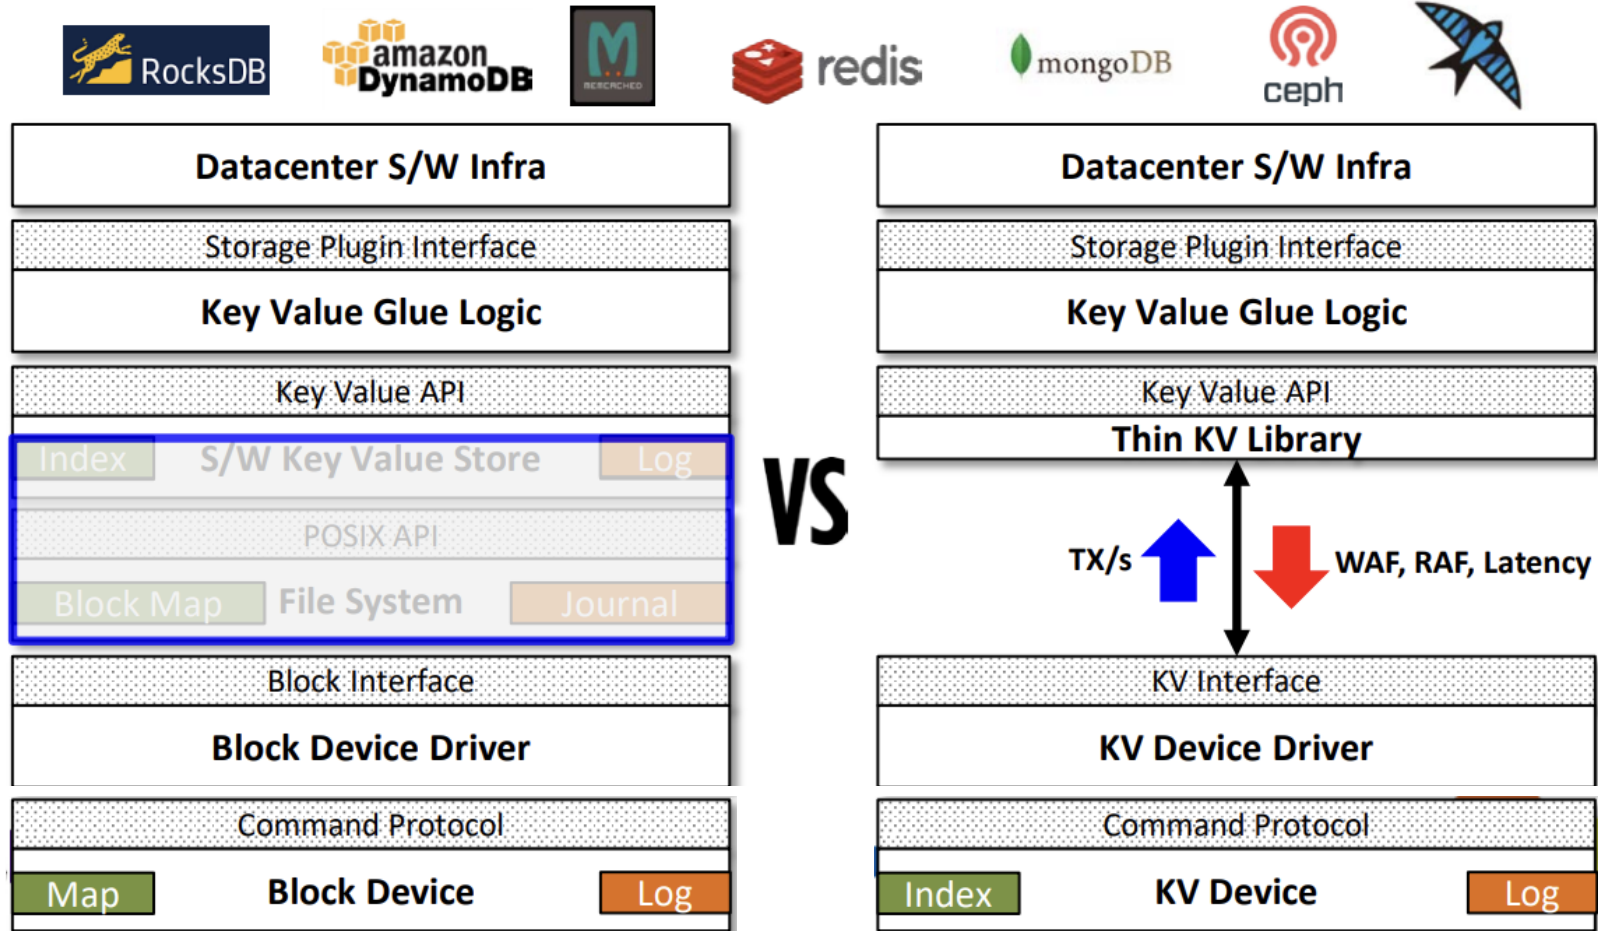 RocksDB
amazon
DynamoDB
MEMCACHED
redis
mongoDB
ceph
Datacenter S/W Infra
Storage Plugin Interface
Key Value Glue Logic
Key Value API
Index
S/W Key Value Store
Log
POSIX API
Block Map
File System
Journal
Block Interface
Block Device Driver
Command Protocol
Map
Block Device
Log
VS
Datacenter S/W Infra
Storage Plugin Interface
Key Value Glue Logic
Key Value API
Thin KV Library
TX/s
WAF, RAF, Latency
KV Interface
KV Device Driver
Command Protocol
Index
KV Device
Log